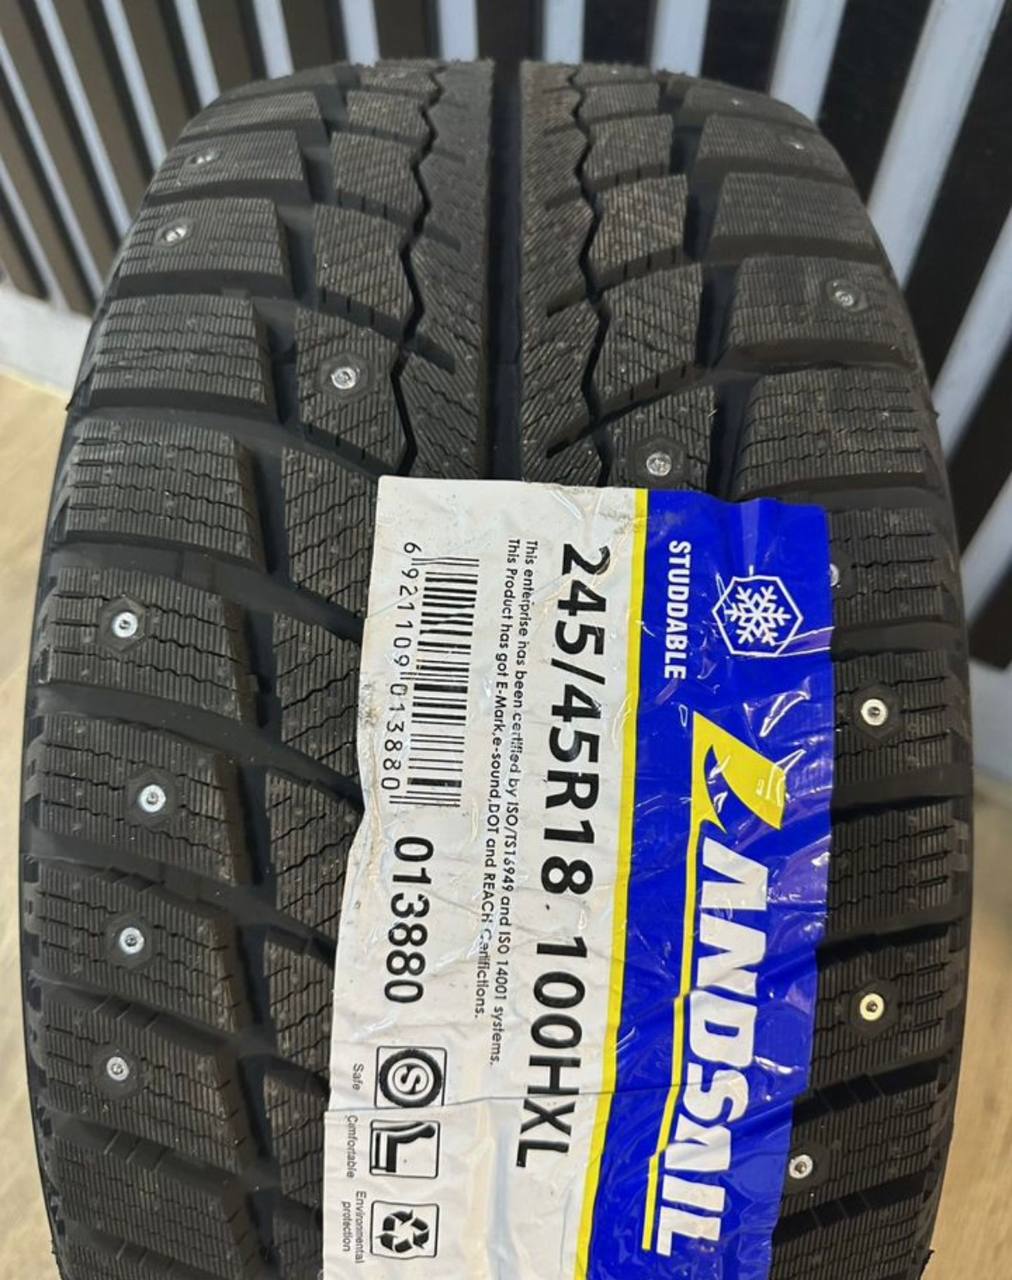 STUDDABLE
LANDSAIL
245/45R18 100HXL
This enterprise has been certified by ISO/TS16949 and ISO 14001 systems.
This Product has got E-Mark,e-sound,DOT and REACH Certifictions.
6 921109 013880
013880
Safe
Comfortable
Environmental
protection